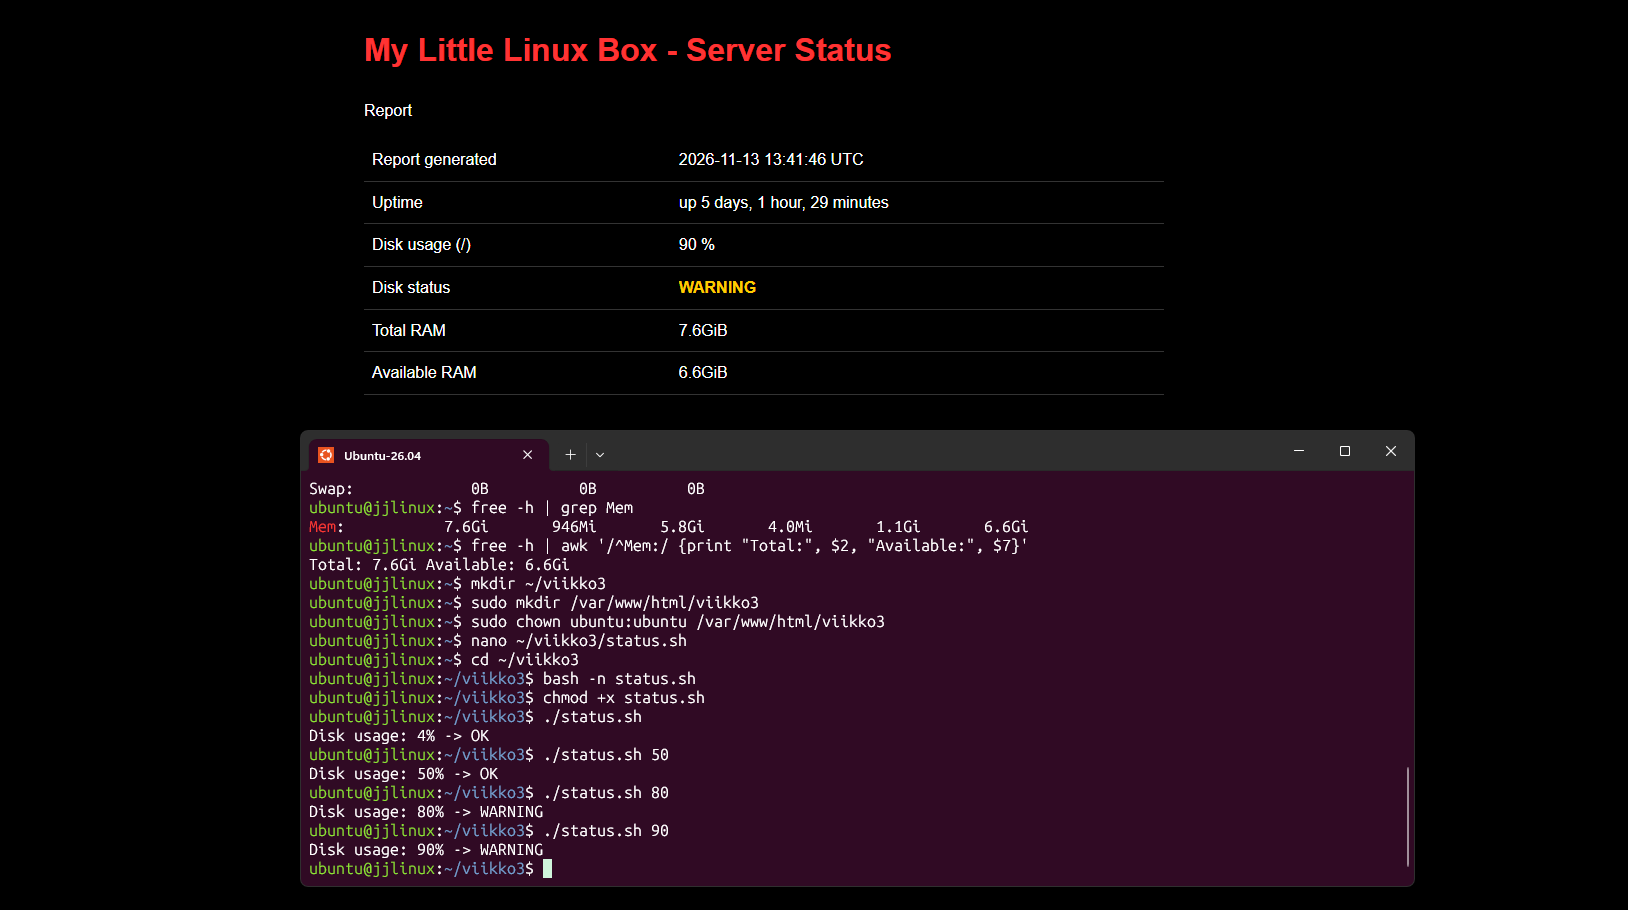 My Little Linux Box - Server Status
Report
Report generated 2026-11-13 13:41:46 UTC
Uptime up 5 days, 1 hour, 29 minutes
Disk usage (/) 90 %
Disk status WARNING
Total RAM 7.6GiB
Available RAM 6.6GiB
Ubuntu-26.04
Swap: 0B 0B 0B
ubuntu@jjlinux:~$ free -h | grep Mem
Mem: 7.6Gi 946Mi 5.8Gi 4.0Mi 1.1Gi 6.6Gi
ubuntu@jjlinux:~$ free -h | awk '/^Mem:/ {print "Total:", $2, "Available:", $7}'
Total: 7.6Gi Available: 6.6Gi
ubuntu@jjlinux:~$ mkdir ~/viikko3
ubuntu@jjlinux:~$ sudo mkdir /var/www/html/viikko3
ubuntu@jjlinux:~$ sudo chown ubuntu:ubuntu /var/www/html/viikko3
ubuntu@jjlinux:~$ nano ~/viikko3/status.sh
ubuntu@jjlinux:~$ cd ~/viikko3
ubuntu@jjlinux:~/viikko3$ bash -n status.sh
ubuntu@jjlinux:~/viikko3$ chmod +x status.sh
ubuntu@jjlinux:~/viikko3$ ./status.sh
Disk usage: 4% -> OK
ubuntu@jjlinux:~/viikko3$ ./status.sh 50
Disk usage: 50% -> OK
ubuntu@jjlinux:~/viikko3$ ./status.sh 80
Disk usage: 80% -> WARNING
ubuntu@jjlinux:~/viikko3$ ./status.sh 90
Disk usage: 90% -> WARNING
ubuntu@jjlinux:~/viikko3$